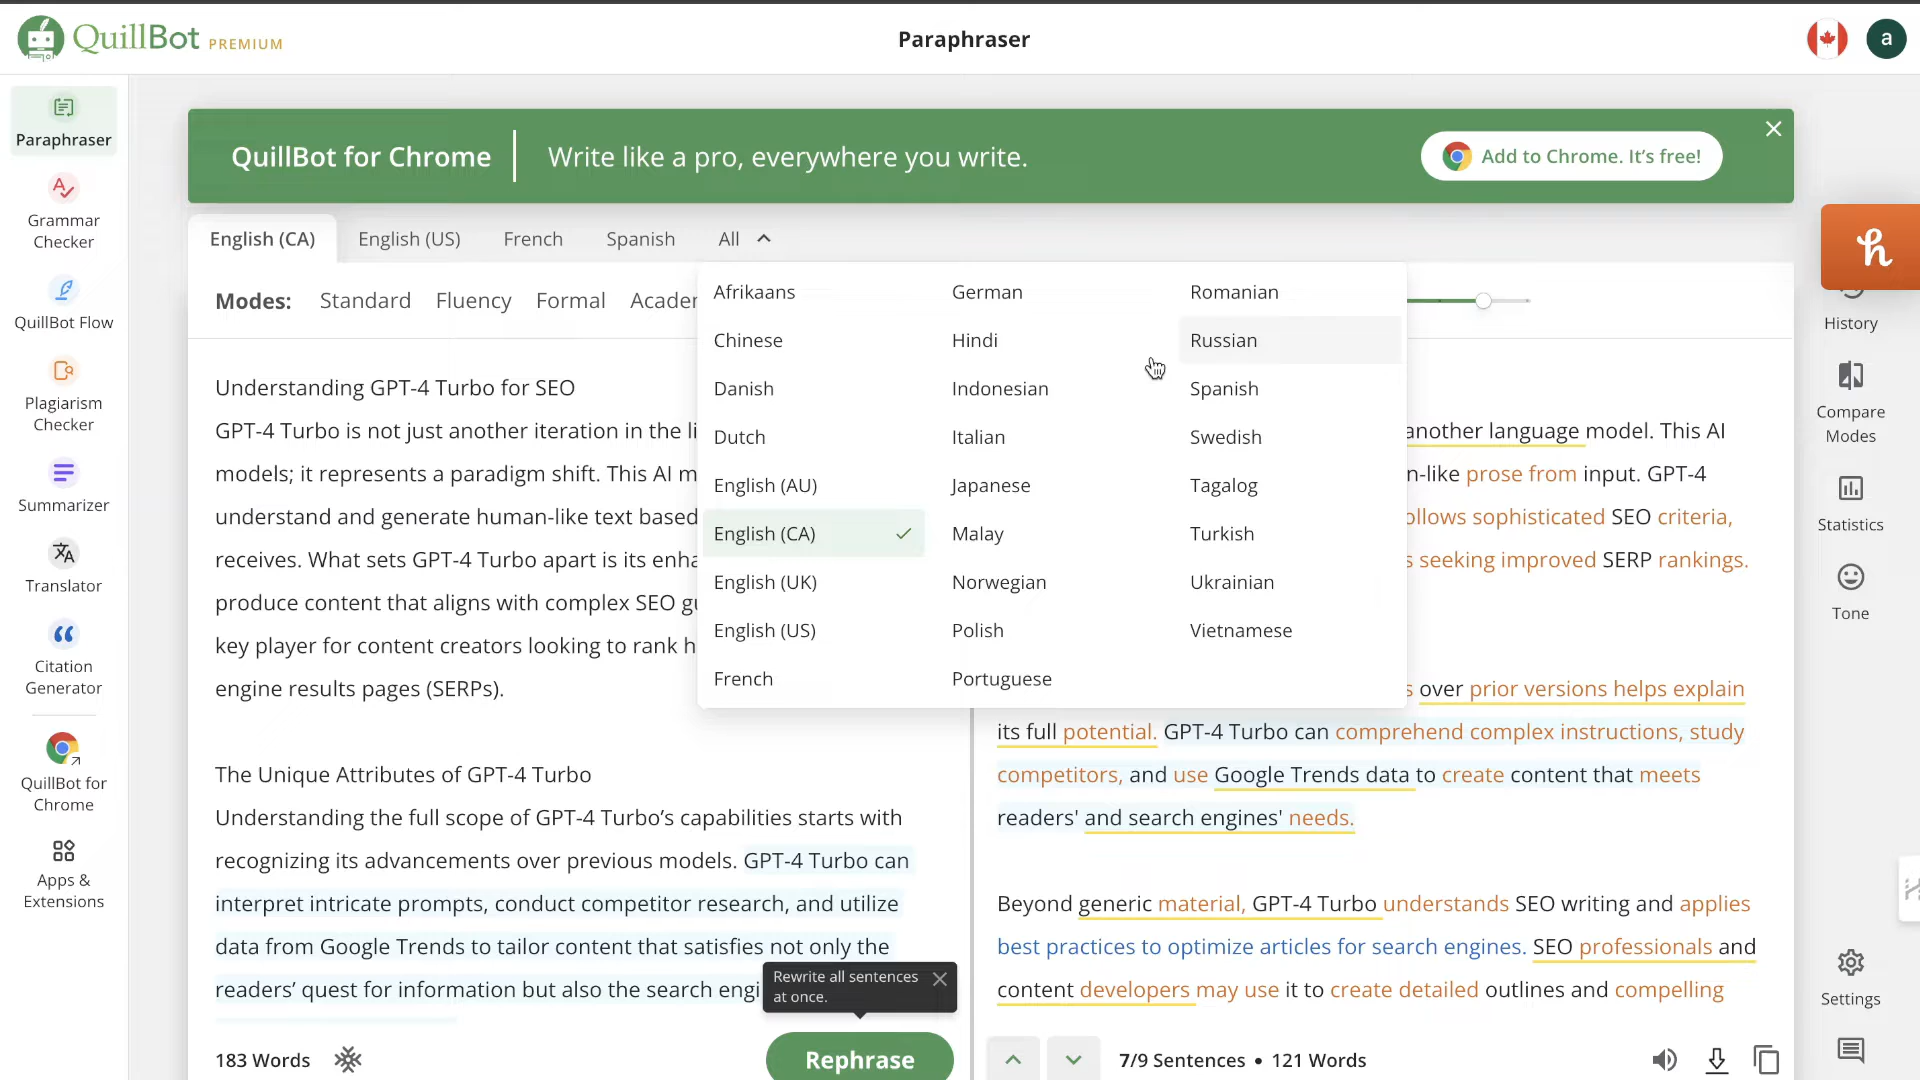 QuillBot PREMIUM
Paraphraser
a
Paraphraser
Grammar
Checker
QuillBot Flow
Plagiarism
Checker
Summarizer
Translator
Citation
Generator
QuillBot for
Chrome
Apps &
Extensions
QuillBot for Chrome
Write like a pro, everywhere you write.
Add to Chrome. It’s free!
English (CA)
English (US)
French
Spanish
All
Modes:
Standard
Fluency
Formal
Acader
Afrikaans
Chinese
Danish
Dutch
English (AU)
English (CA)
English (UK)
English (US)
French
German
Hindi
Indonesian
Italian
Japanese
Malay
Norwegian
Polish
Portuguese
Romanian
Russian
Spanish
Swedish
Tagalog
Turkish
Ukrainian
Vietnamese
Understanding GPT-4 Turbo for SEO
GPT-4 Turbo is not just another iteration in the li
models; it represents a paradigm shift. This AI m
understand and generate human-like text based
receives. What sets GPT-4 Turbo apart is its enha
produce content that aligns with complex SEO gu
key player for content creators looking to rank h
engine results pages (SERPs).
The Unique Attributes of GPT-4 Turbo
Understanding the full scope of GPT-4 Turbo’s capabilities starts with
recognizing its advancements over previous models. GPT-4 Turbo can
interpret intricate prompts, conduct competitor research, and utilize
data from Google Trends to tailor content that satisfies not only the
readers’ quest for information but also the search engi
Rewrite all sentences
at once.
183 Words
Rephrase
another language model. This AI
n-like prose from input. GPT-4
ollows sophisticated SEO criteria,
s seeking improved SERP rankings.
s over prior versions helps explain
its full potential. GPT-4 Turbo can comprehend complex instructions, study
competitors, and use Google Trends data to create content that meets
readers' and search engines' needs.
Beyond generic material, GPT-4 Turbo understands SEO writing and applies
best practices to optimize articles for search engines. SEO professionals and
content developers may use it to create detailed outlines and compelling
7/9 Sentences • 121 Words
h
History
Compare
Modes
Statistics
Tone
Settings